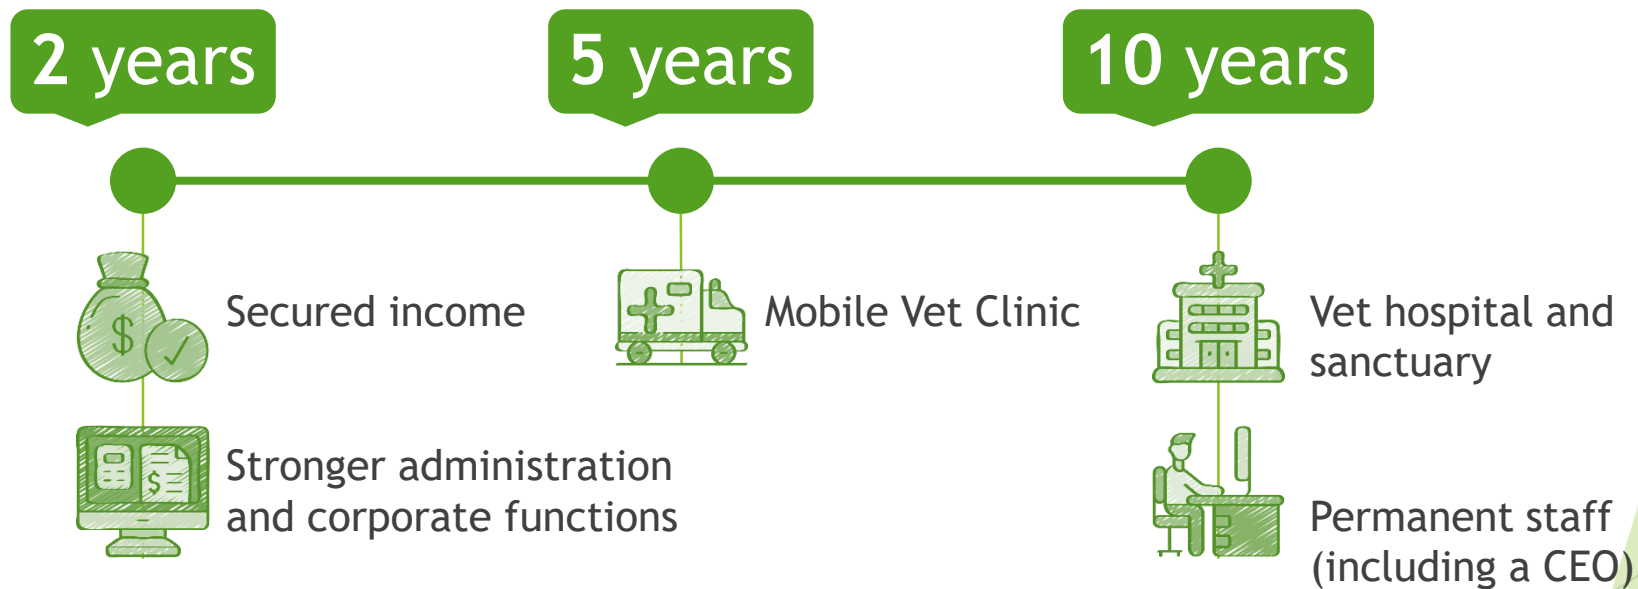 2 years
5 years
10 years
Secured income
Mobile Vet Clinic
Vet hospital and
sanctuary
$
$
Stronger administration
and corporate functions
Permanent staff
(including a CEO)